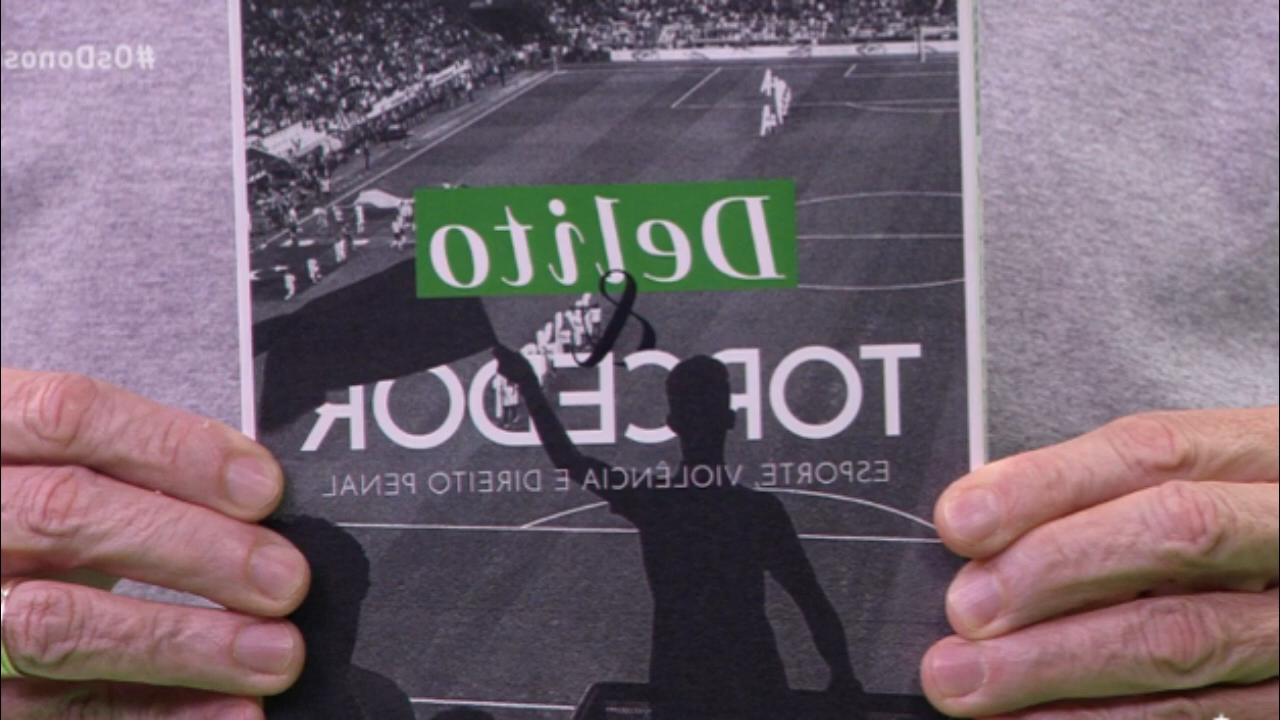 #OsDonos
Delito
&
TORCEDOR
ESPORTE, VIOLÊNCIA E DIREITO PENAL